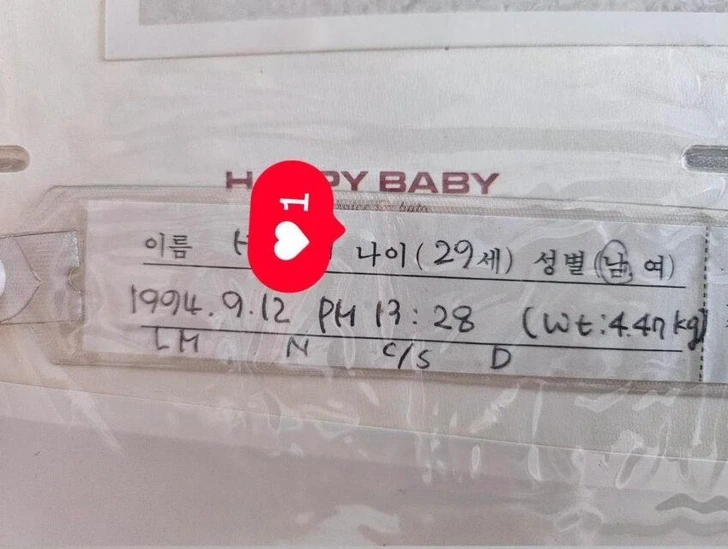 BABY
1
이름 나이(29세) 성별(남, 여)
1994.9.12 PM 13:28 (Wt:4.47kg)
LM N C/S D